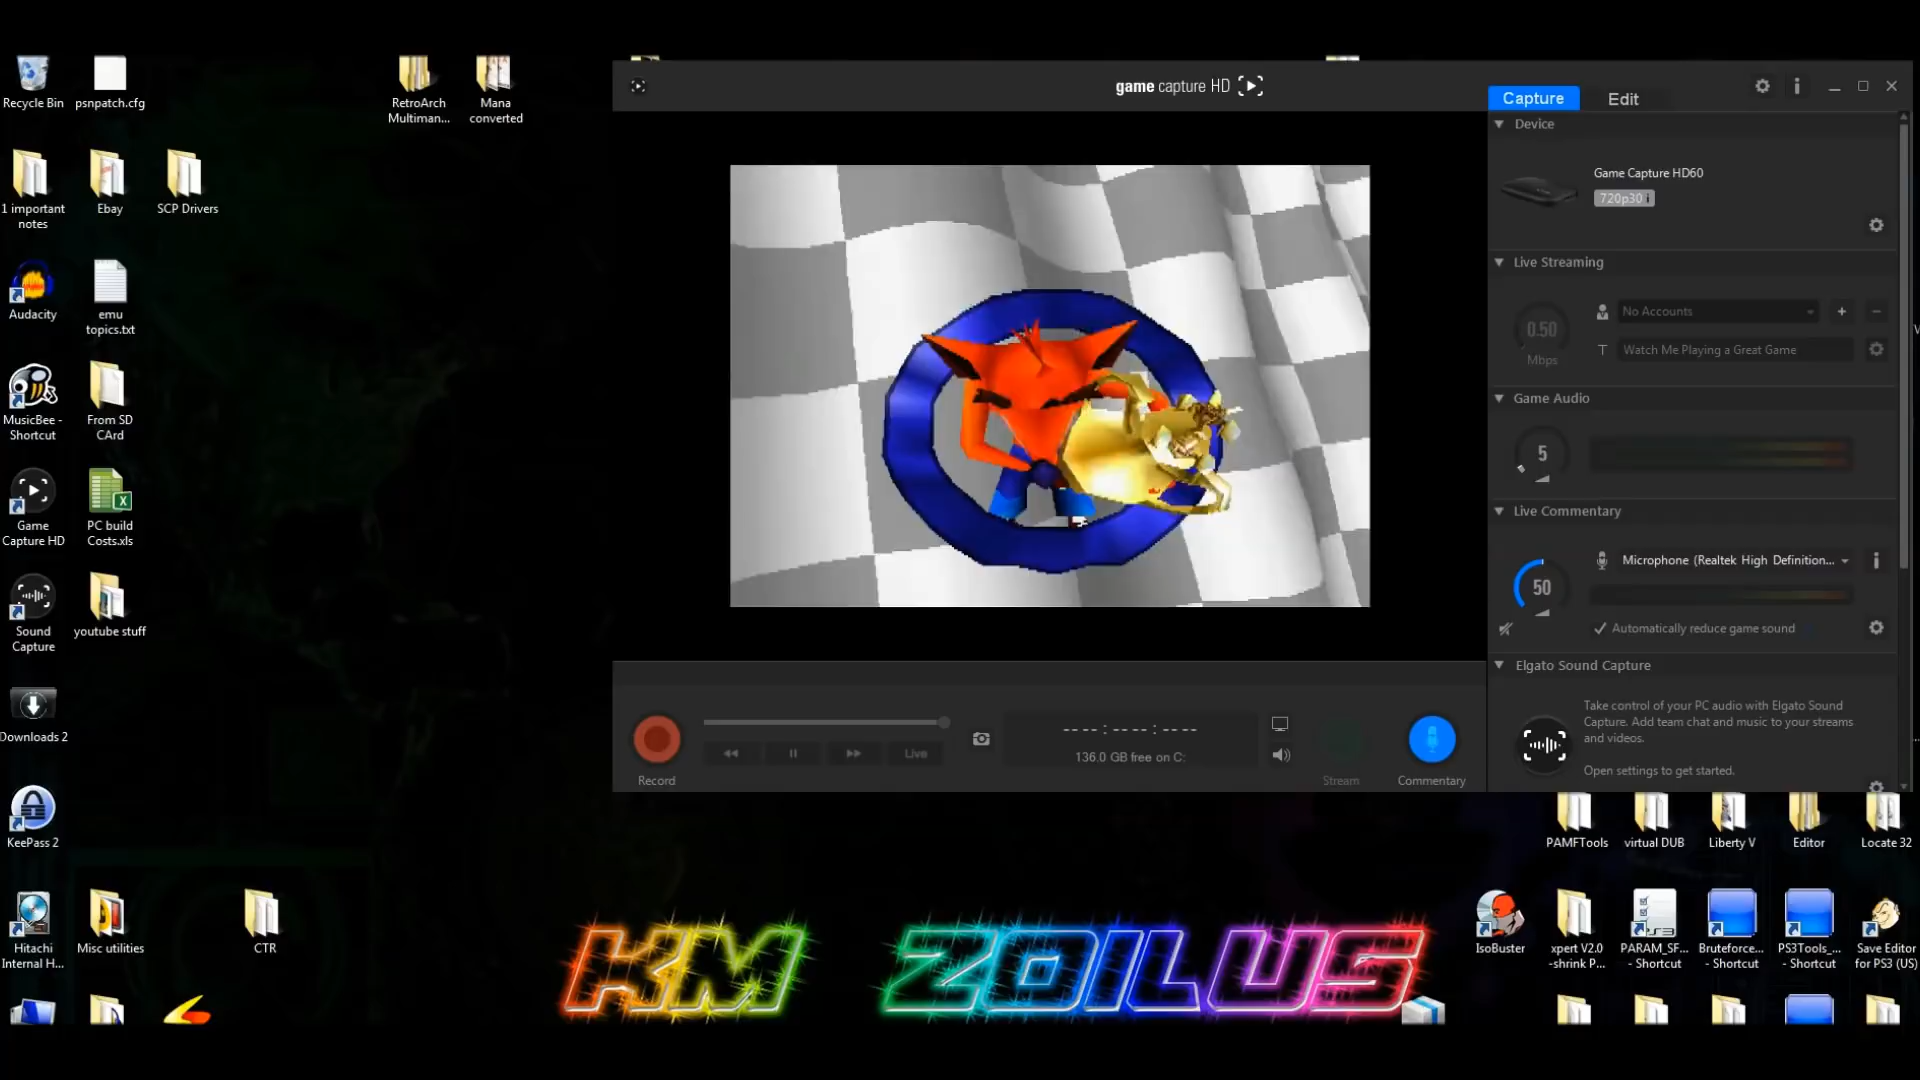 Recycle Bin
psnpatch.cfg
RetroArch
Multiman...
Mana
converted
1 important
notes
Ebay
SCP Drivers
Audacity
emu
topics.txt
MusicBee -
Shortcut
From SD
CArd
Game
Capture HD
PC build
Costs.xls
Sound
Capture
youtube stuff
Downloads 2
KeePass 2
Hitachi
Internal H...
Misc utilities
CTR
game capture HD
Capture
Edit
Device
Game Capture HD60
720p30 i
Live Streaming
0.50
Mbps
No Accounts
T
Watch Me Playing a Great Game
Game Audio
5
Live Commentary
50
Microphone (Realtek High Definition...
Automatically reduce game sound
Elgato Sound Capture
Take control of your PC audio with Elgato Sound
Capture. Add team chat and music to your streams
and videos.
Open settings to get started.
Record
Live
-- -- : -- -- : -- --
136.0 GB free on C:
Stream
Commentary
PAMFTools
virtual DUB
Liberty V
Editor
Locate 32
IsoBuster
xpert V2.0
-shrink P...
PARAM_SF...
- Shortcut
Bruteforce...
- Shortcut
PS3Tools_...
- Shortcut
Save Editor
for PS3 (US)
KM ZOILUS